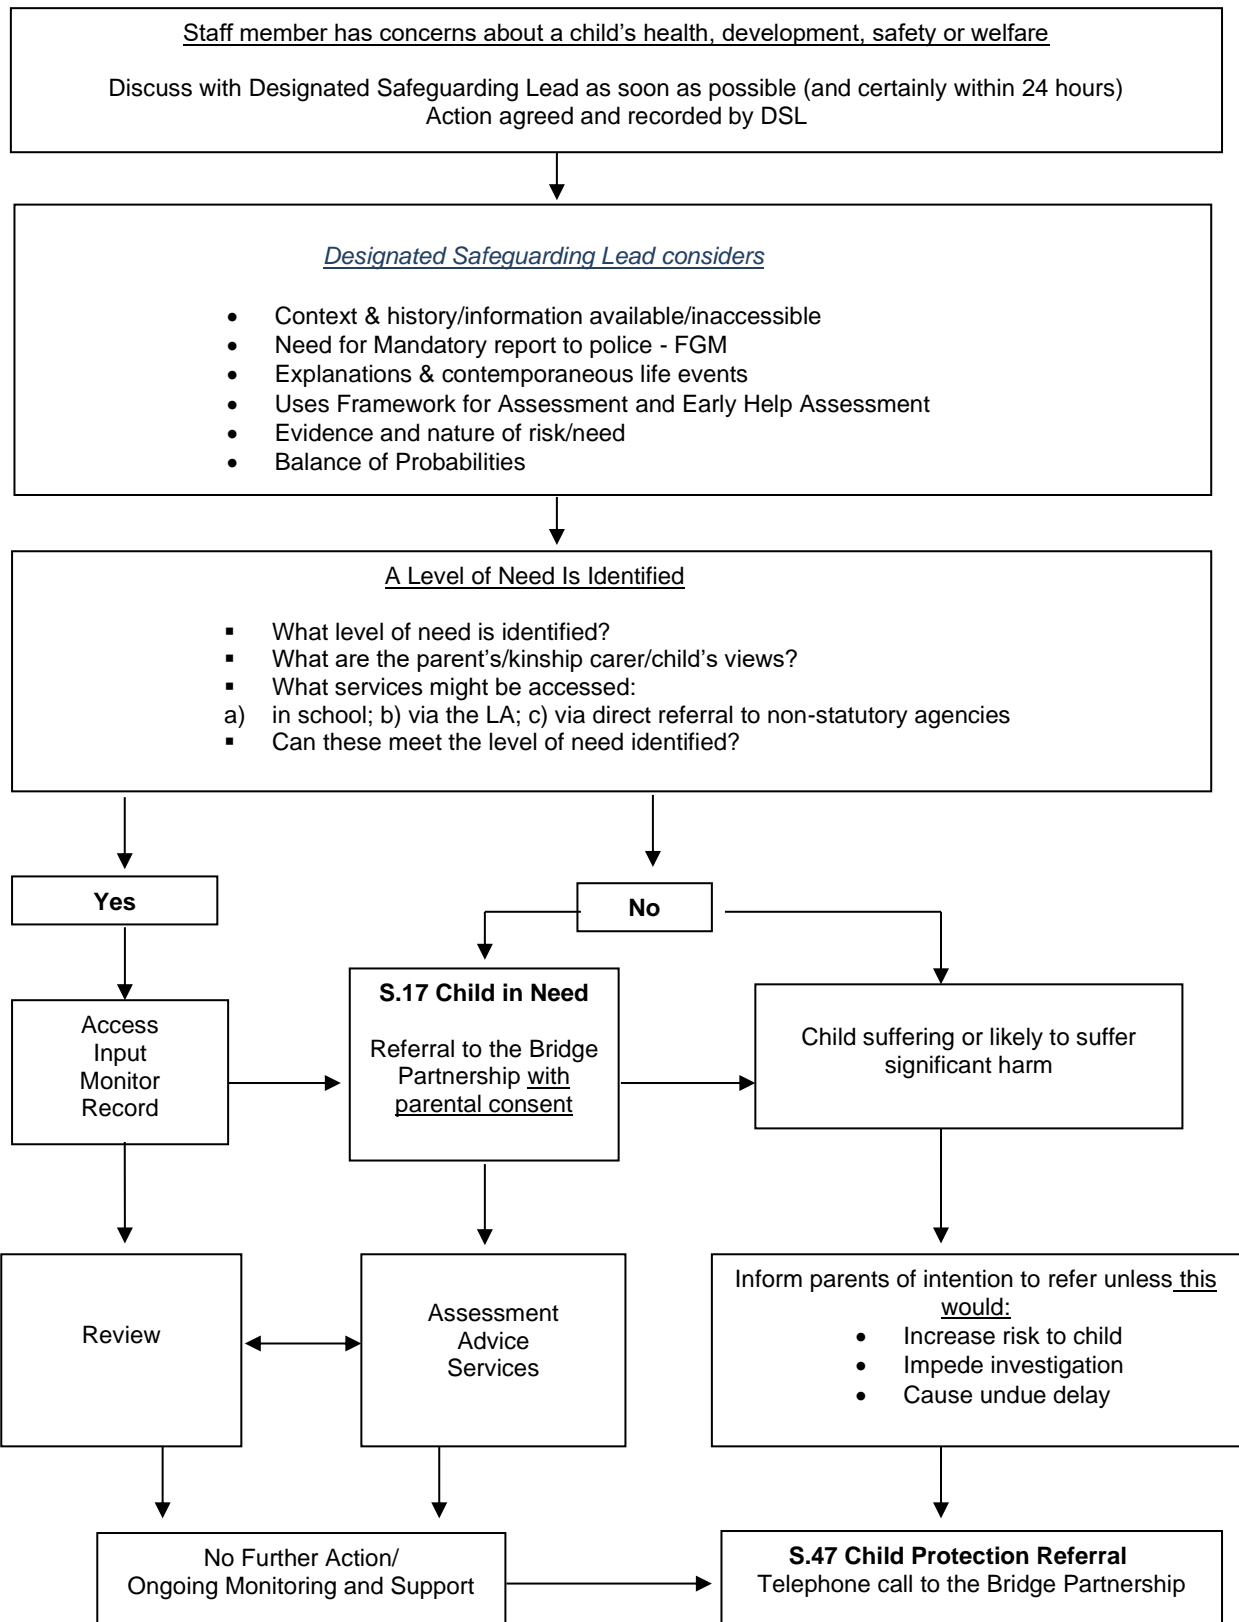 Staff member has concerns about a child’s health, development, safety or welfare
Discuss with Designated Safeguarding Lead as soon as possible (and certainly within 24 hours)
Action agreed and recorded by DSL
Designated Safeguarding Lead considers
• Context & history/information available/inaccessible
• Need for Mandatory report to police - FGM
• Explanations & contemporaneous life events
• Uses Framework for Assessment and Early Help Assessment
• Evidence and nature of risk/need
• Balance of Probabilities
A Level of Need Is Identified
▪ What level of need is identified?
▪ What are the parent’s/kinship carer/child’s views?
▪ What services might be accessed:
a) in school; b) via the LA; c) via direct referral to non-statutory agencies
▪ Can these meet the level of need identified?
Yes
No
Access
Input
Monitor
Record
S.17 Child in Need
Referral to the Bridge
Partnership with
parental consent
Child suffering or likely to suffer
significant harm
Review
Assessment
Advice
Services
Inform parents of intention to refer unless this
would:
• Increase risk to child
• Impede investigation
• Cause undue delay
No Further Action/
Ongoing Monitoring and Support
S.47 Child Protection Referral
Telephone call to the Bridge Partnership